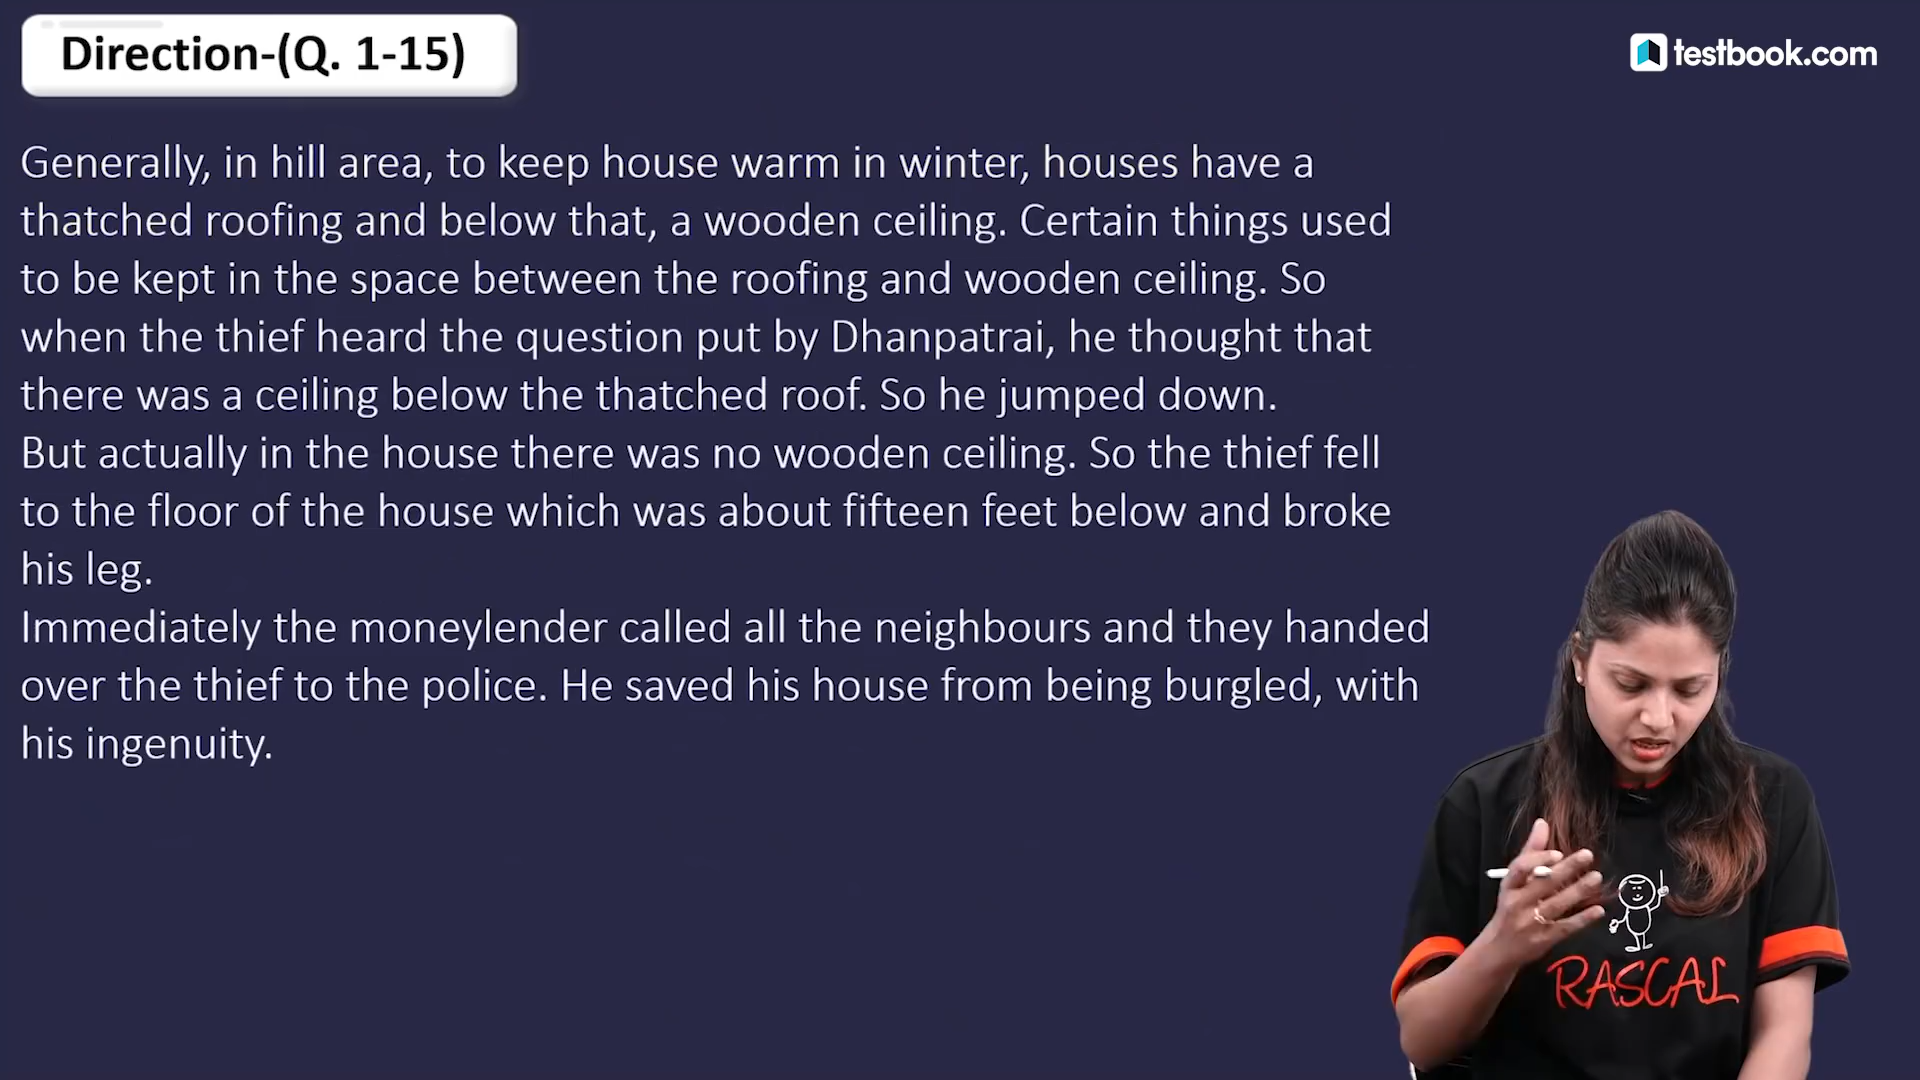 Direction-(Q. 1-15)
testbook.com
Generally, in hill area, to keep house warm in winter, houses have a
thatched roofing and below that, a wooden ceiling. Certain things used
to be kept in the space between the roofing and wooden ceiling. So
when the thief heard the question put by Dhanpatrai, he thought that
there was a ceiling below the thatched roof. So he jumped down.
But actually in the house there was no wooden ceiling. So the thief fell
to the floor of the house which was about fifteen feet below and broke
his leg.
Immediately the moneylender called all the neighbours and they handed
over the thief to the police. He saved his house from being burgled, with
his ingenuity.
RASCAL